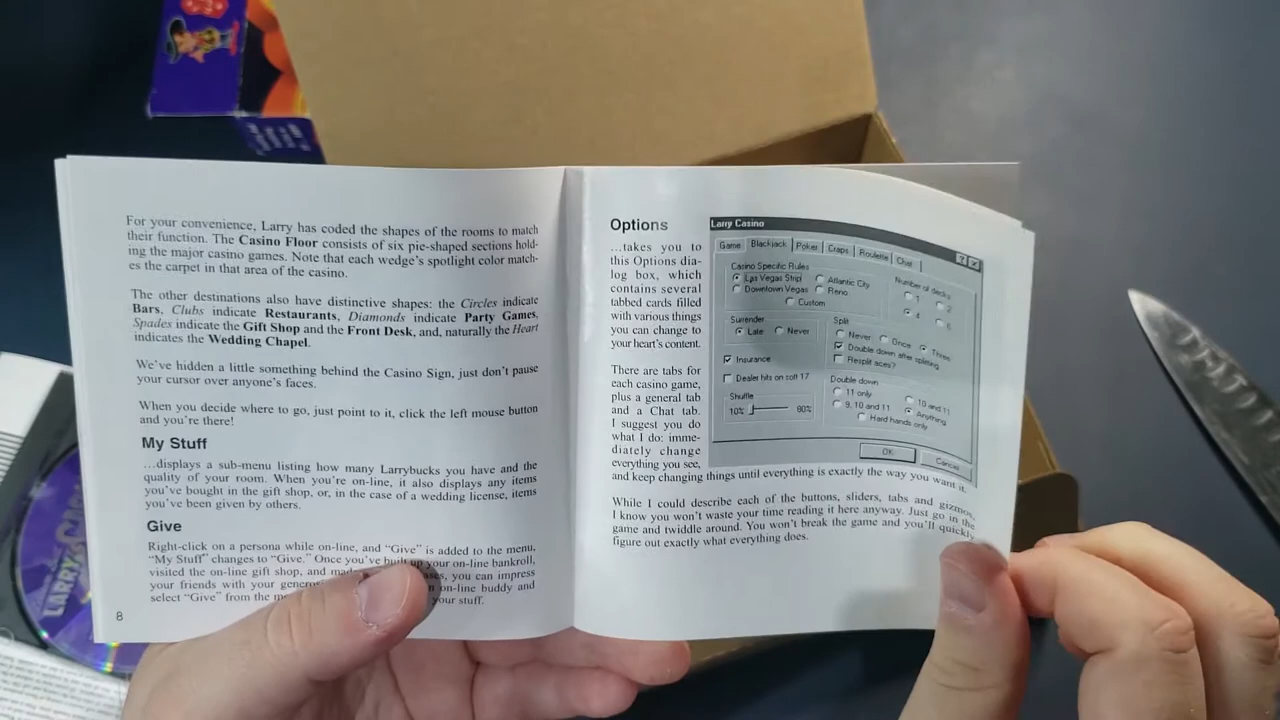 For your convenience, Larry has coded the shapes of the rooms to match
their function. The Casino Floor consists of six pie-shaped sections hold-
ing the major casino games. Note that each wedge's spotlight color match-
es the carpet in that area of the casino.
The other destinations also have distinctive shapes: the Circles indicate
Bars, Clubs indicate Restaurants, Diamonds indicate Party Games,
Spades indicate the Gift Shop and the Front Desk, and, naturally the Heart
indicates the Wedding Chapel.
We've hidden a little something behind the Casino Sign, just don't pause
your cursor over anyone's faces.
When you decide where to go, just point to it, click the left mouse button
and you're there!
My Stuff
...displays a sub-menu listing how many Larrybucks you have and the
quality of your room. When you're on-line, it also displays any items
you've bought in the gift shop, or, in the case of a wedding license, items
you've been given by others.
Give
Right-click on a persona while on-line, and "Give" is added to the menu,
"My Stuff" changes to "Give." Once you've built up your on-line bankroll,
visited the on-line gift shop, and made you can impress
your friends with your on-line buddy and
select "Give" from the your stuff.
8
Options
...takes you to
this Options dia-
log box, which
contains several
tabbed cards filled
with various things
you can change to
your heart's content.
There are tabs for
each casino game,
plus a general tab
and a Chat tab.
I suggest you do
what I do: imme-
diately change
everything you see,
and keep changing things until everything is exactly the way you want it.
While I could describe each of the buttons, sliders, tabs and gizmos,
I know you won't waste your time reading it here anyway. Just go in the
game and twiddle around. You won't break the game and you'll quickly
figure out exactly what everything does.
Larry Casino
Game Blackjack Poker Craps Roulette Chat
Casino Specific Rules
Las Vegas Strip Atlantic City
Downtown Vegas Reno
Custom
Number of decks
1 2
4 6
Surrender
Late Never
Split
Never Once Three
Double down after splitting
Resplit aces?
Insurance
Dealer hits on soft 17
Shuffle
10% 80%
Double down
11 only 10 and 11
9, 10 and 11 Anything
Hard hands only
OK Cancel
LARRY'S CASINO